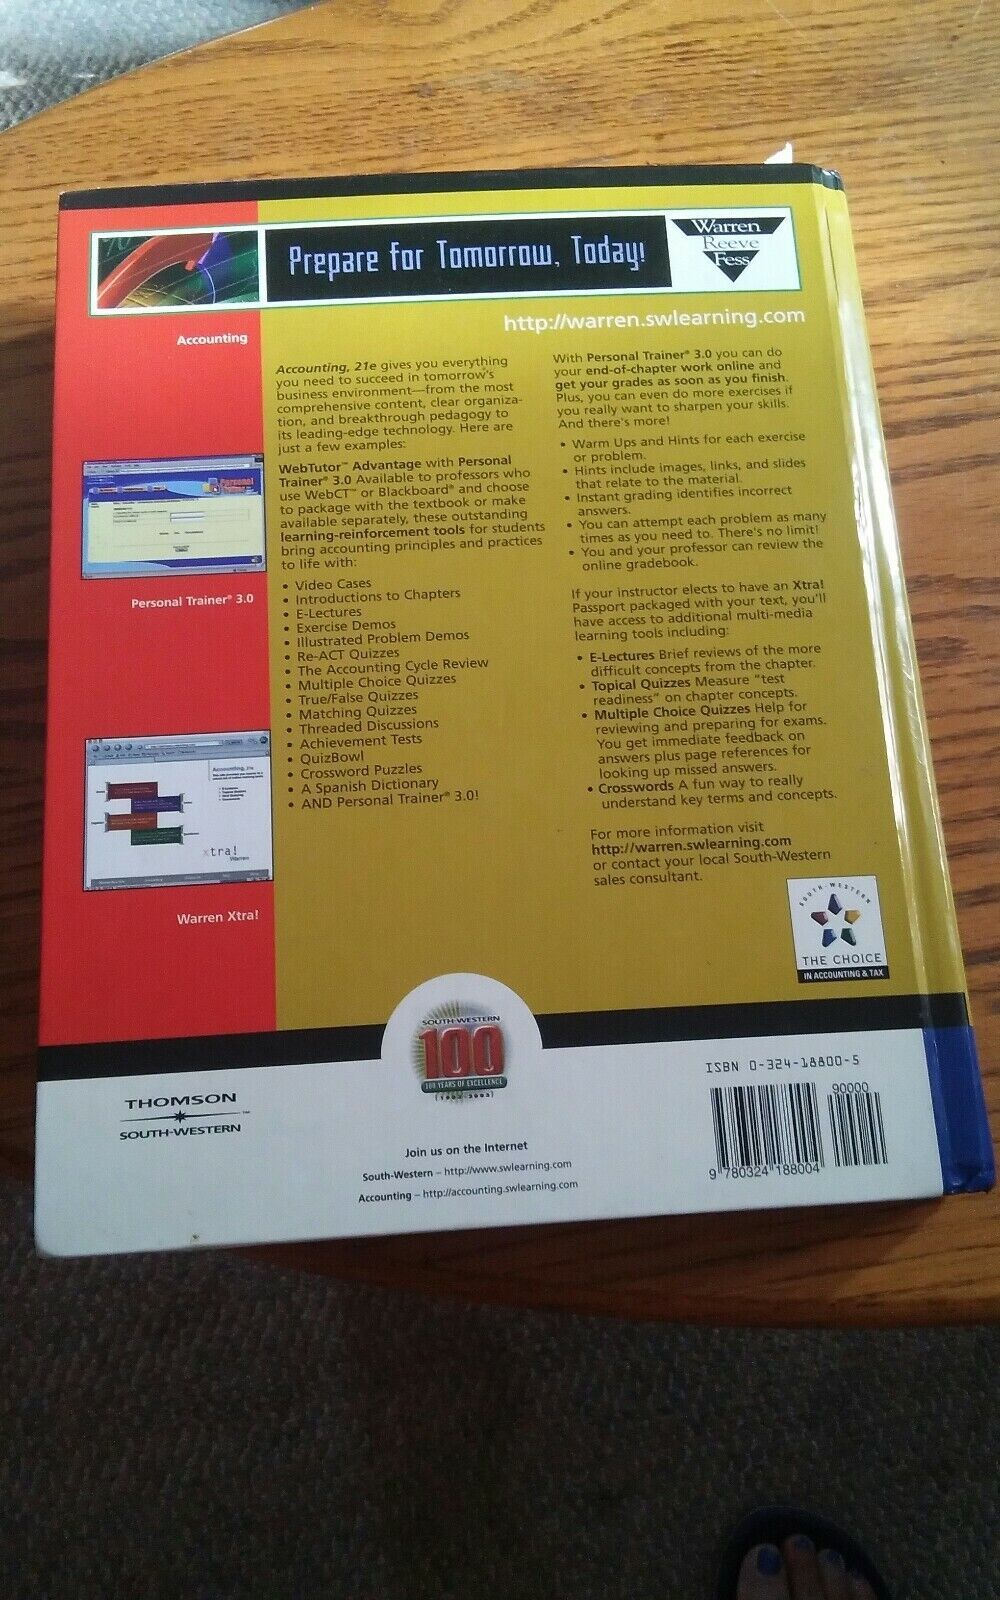 Prepare for Tomorrow, Today!
Warren
Reeve
Fess
http://warren.swlearning.com
Accounting
Accounting, 21e gives you everything
you need to succeed in tomorrow's
business environment—from the most
comprehensive content, clear organiza-
tion, and breakthrough pedagogy to
its leading-edge technology. Here are
just a few examples:
WebTutor™ Advantage with Personal
Trainer® 3.0 Available to professors who
use WebCT™ or Blackboard® and choose
to package with the textbook or make
available separately, these outstanding
learning-reinforcement tools for students
bring accounting principles and practices
to life with:
• Video Cases
• Introductions to Chapters
• E-Lectures
• Exercise Demos
• Illustrated Problem Demos
• Re-ACT Quizzes
• The Accounting Cycle Review
• Multiple Choice Quizzes
• True/False Quizzes
• Matching Quizzes
• Threaded Discussions
• Achievement Tests
• QuizBowl
• Crossword Puzzles
• A Spanish Dictionary
• AND Personal Trainer® 3.0!
With Personal Trainer® 3.0 you can do
your end-of-chapter work online and
get your grades as soon as you finish.
Plus, you can even do more exercises if
you really want to sharpen your skills.
And there's more!
• Warm Ups and Hints for each exercise
or problem.
• Hints include images, links, and slides
that relate to the material.
• Instant grading identifies incorrect
answers.
• You can attempt each problem as many
times as you need to. There's no limit!
• You and your professor can review the
online gradebook.
If your instructor elects to have an Xtra!
Passport packaged with your text, you'll
have access to additional multi-media
learning tools including:
• E-Lectures Brief reviews of the more
difficult concepts from the chapter.
• Topical Quizzes Measure "test
readiness" on chapter concepts.
• Multiple Choice Quizzes Help for
reviewing and preparing for exams.
You get immediate feedback on
answers plus page references for
looking up missed answers.
• Crosswords A fun way to really
understand key terms and concepts.
For more information visit
http://warren.swlearning.com
or contact your local South-Western
sales consultant.
Personal
Personal Trainer® 3.0
Accounting, 21e
xtra!
Warren
Warren Xtra!
SOUTH-WESTERN
THE CHOICE
IN ACCOUNTING & TAX
SOUTH-WESTERN
100
100 YEARS OF EXCELLENCE
(1903-2003)
THOMSON
™
SOUTH-WESTERN
Join us on the Internet
South-Western – http://www.swlearning.com
Accounting – http://accounting.swlearning.com
ISBN 0-324-18800-5
90000
9 780324 188004